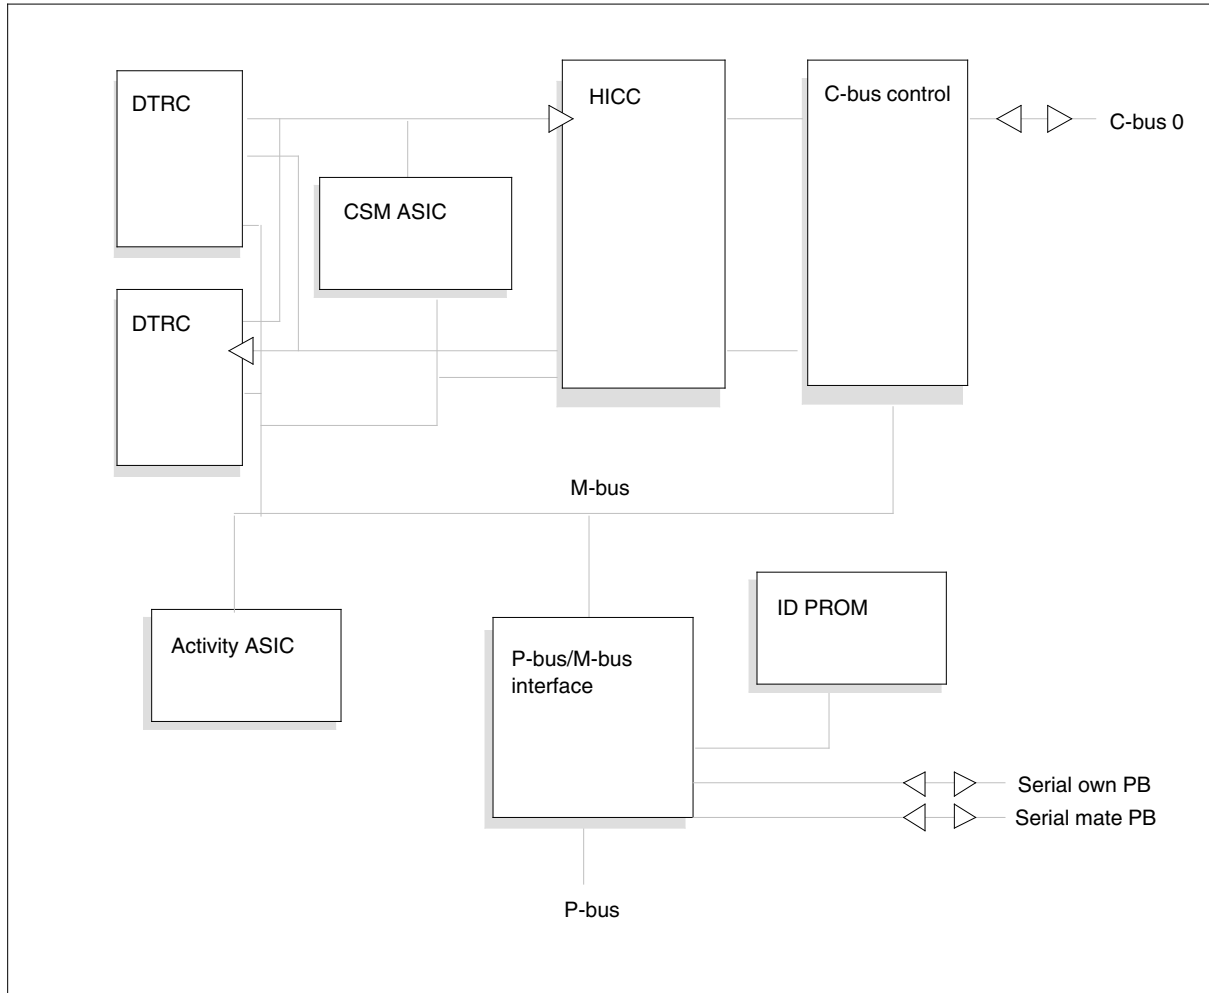 DTRC
HICC
C-bus control
C-bus 0
CSM ASIC
DTRC
M-bus
ID PROM
Activity ASIC
P-bus/M-bus
interface
Serial own PB
Serial mate PB
P-bus